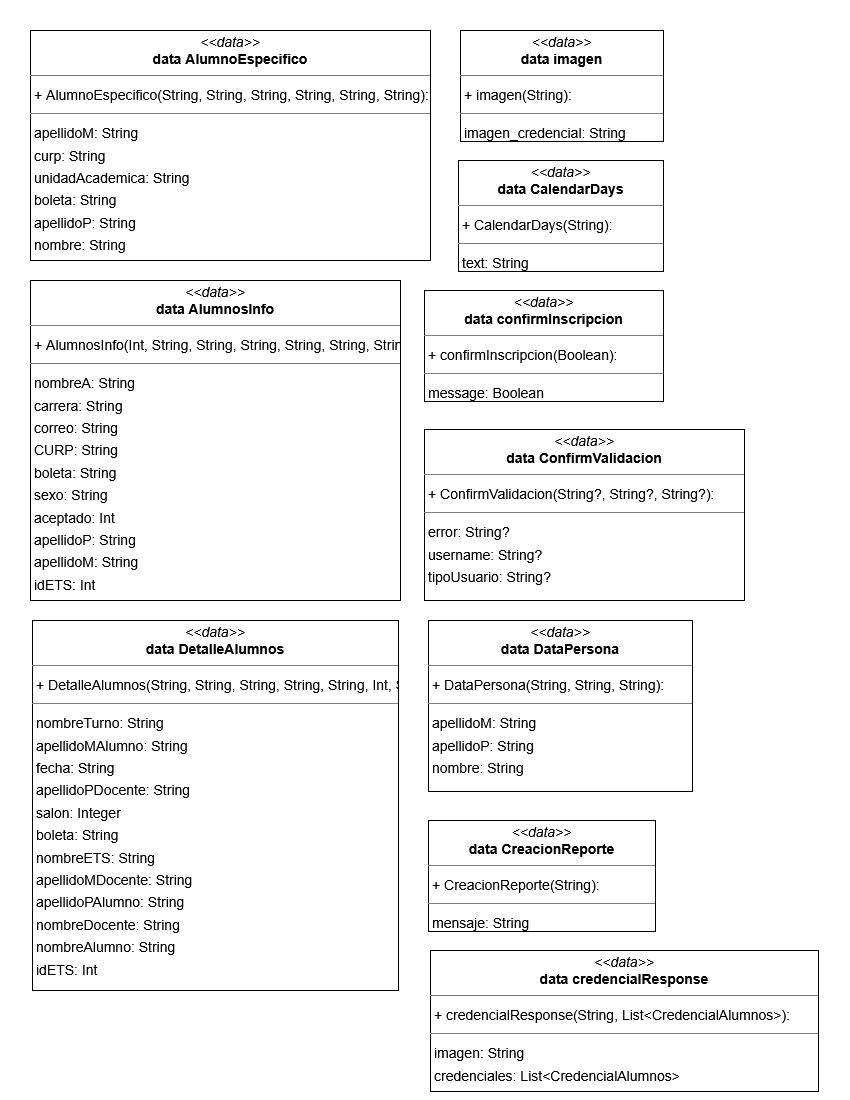 <<data>>
data AlumnoEspecifico
+ AlumnoEspecifico(String, String, String, String, String, String):
apellidoM: String
curp: String
unidadAcademica: String
boleta: String
apellidoP: String
nombre: String
<<data>>
data AlumnosInfo
+ AlumnosInfo(Int, String, String, String, String, String, Strin
nombreA: String
carrera: String
correo: String
CURP: String
boleta: String
sexo: String
aceptado: Int
apellidoP: String
apellidoM: String
idETS: Int
<<data>>
data DetalleAlumnos
+ DetalleAlumnos(String, String, String, String, String, Int, S
nombreTurno: String
apellidoMAlumno: String
fecha: String
apellidoPDocente: String
salon: Integer
boleta: String
nombreETS: String
apellidoMDocente: String
apellidoPAlumno: String
nombreDocente: String
nombreAlumno: String
idETS: Int
<<data>>
data imagen
+ imagen(String):
imagen_credencial: String
<<data>>
data CalendarDays
+ CalendarDays(String):
text: String
<<data>>
data confirmInscripcion
+ confirmInscripcion(Boolean):
message: Boolean
<<data>>
data ConfirmValidacion
+ ConfirmValidacion(String?, String?, String?):
error: String?
username: String?
tipoUsuario: String?
<<data>>
data DataPersona
+ DataPersona(String, String, String):
apellidoM: String
apellidoP: String
nombre: String
<<data>>
data CreacionReporte
+ CreacionReporte(String):
mensaje: String
<<data>>
data credencialResponse
+ credencialResponse(String, List<CredencialAlumnos>):
imagen: String
credenciales: List<CredencialAlumnos>